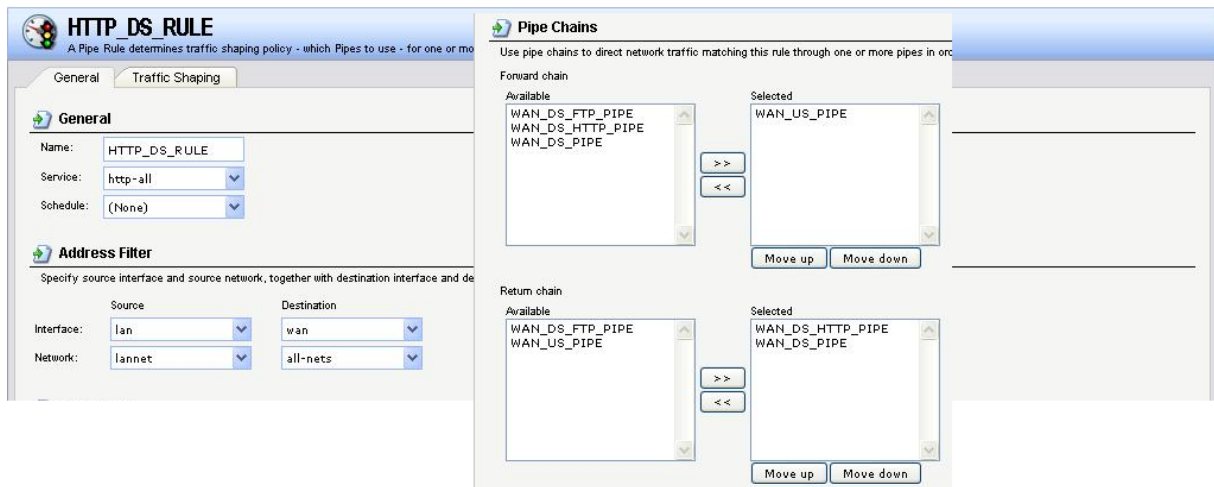 HTTP_DS_RULE
A Pipe Rule determines traffic shaping policy - which Pipes to use - for one or mo
General
Traffic Shaping
General
Name:
HTTP_DS_RULE
Service:
http-all
Schedule:
(None)
Address Filter
Specify source interface and source network, together with destination interface and de
Source
Destination
Interface:
lan
wan
Network:
lannet
all-nets
Pipe Chains
Use pipe chains to direct network traffic matching this rule through one or more pipes in orc
Forward chain
Available
Selected
WAN_DS_FTP_PIPE
WAN_DS_HTTP_PIPE
WAN_DS_PIPE
>>
<<
WAN_US_PIPE
Move up
Move down
Return chain
Available
Selected
WAN_DS_FTP_PIPE
WAN_US_PIPE
>>
<<
WAN_DS_HTTP_PIPE
WAN_DS_PIPE
Move up
Move down